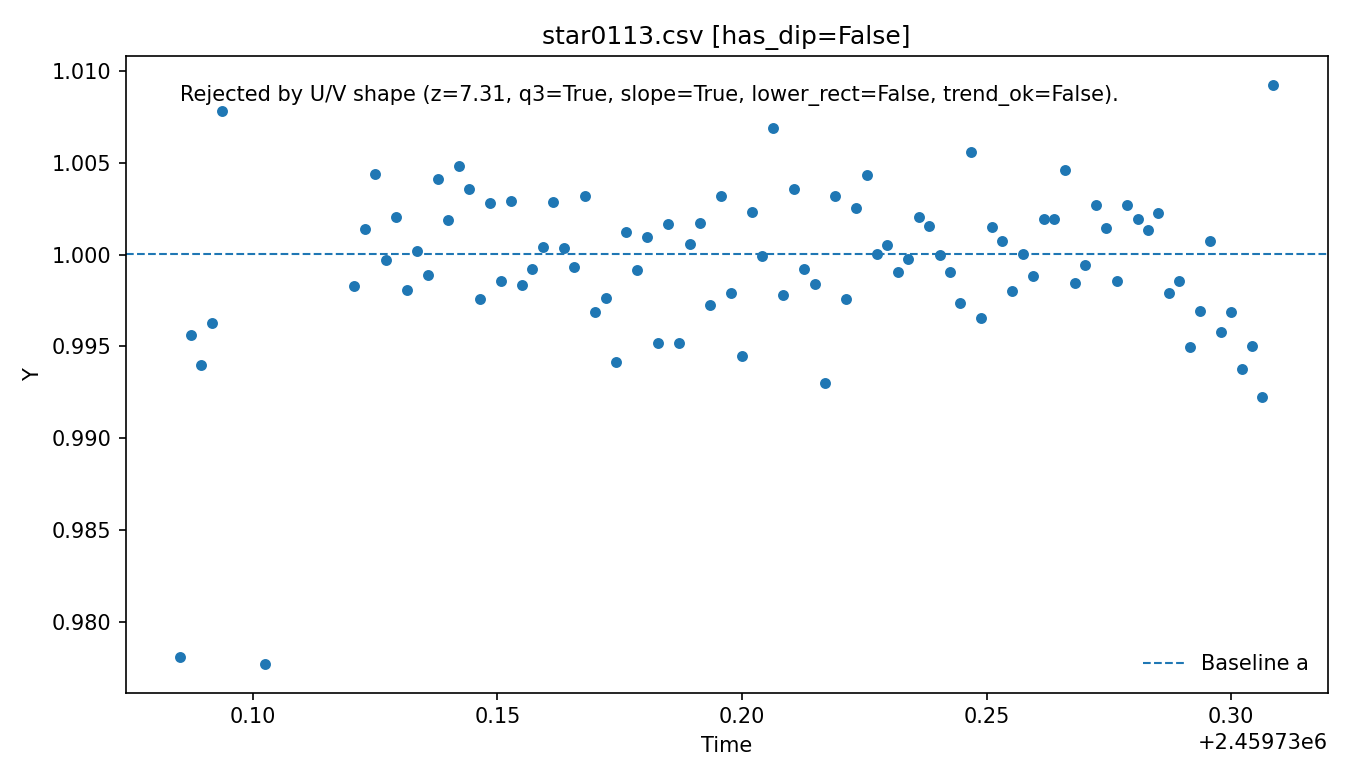 star0113.csv [has_dip=False]
Rejected by U/V shape (z=7.31, q3=True, slope=True, lower_rect=False, trend_ok=False).
1.010
1.005
1.000
0.995
0.990
0.985
0.980
Y
Baseline a
0.10 0.15 0.20 0.25 0.30
+2.45973e6
Time